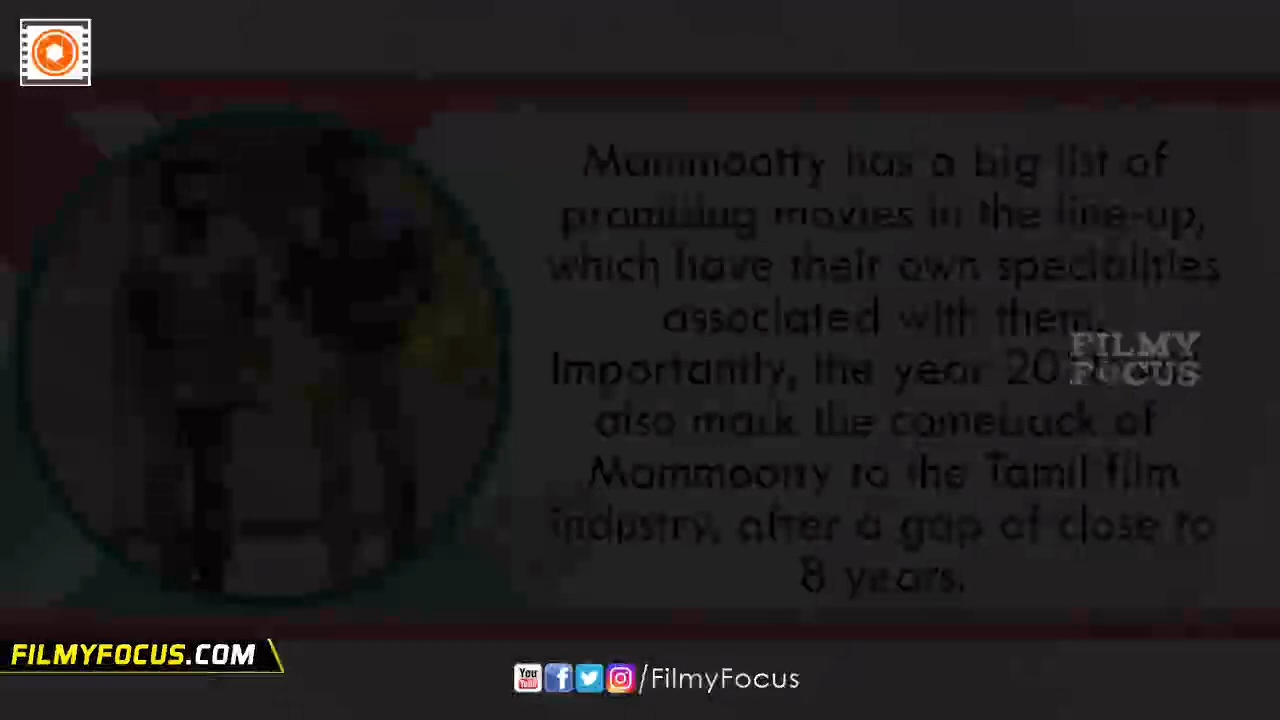 Mammootty has a big list of
promising movies in the line-up,
which have their own specialities
associated with them.
Importantly, the year
also mark the comeback of
Mammootty to the Tamil film
industry, after a gap of close to
8 years.
FILMY
FOCUS
FILMYFOCUS.COM
You Tube /FilmyFocus